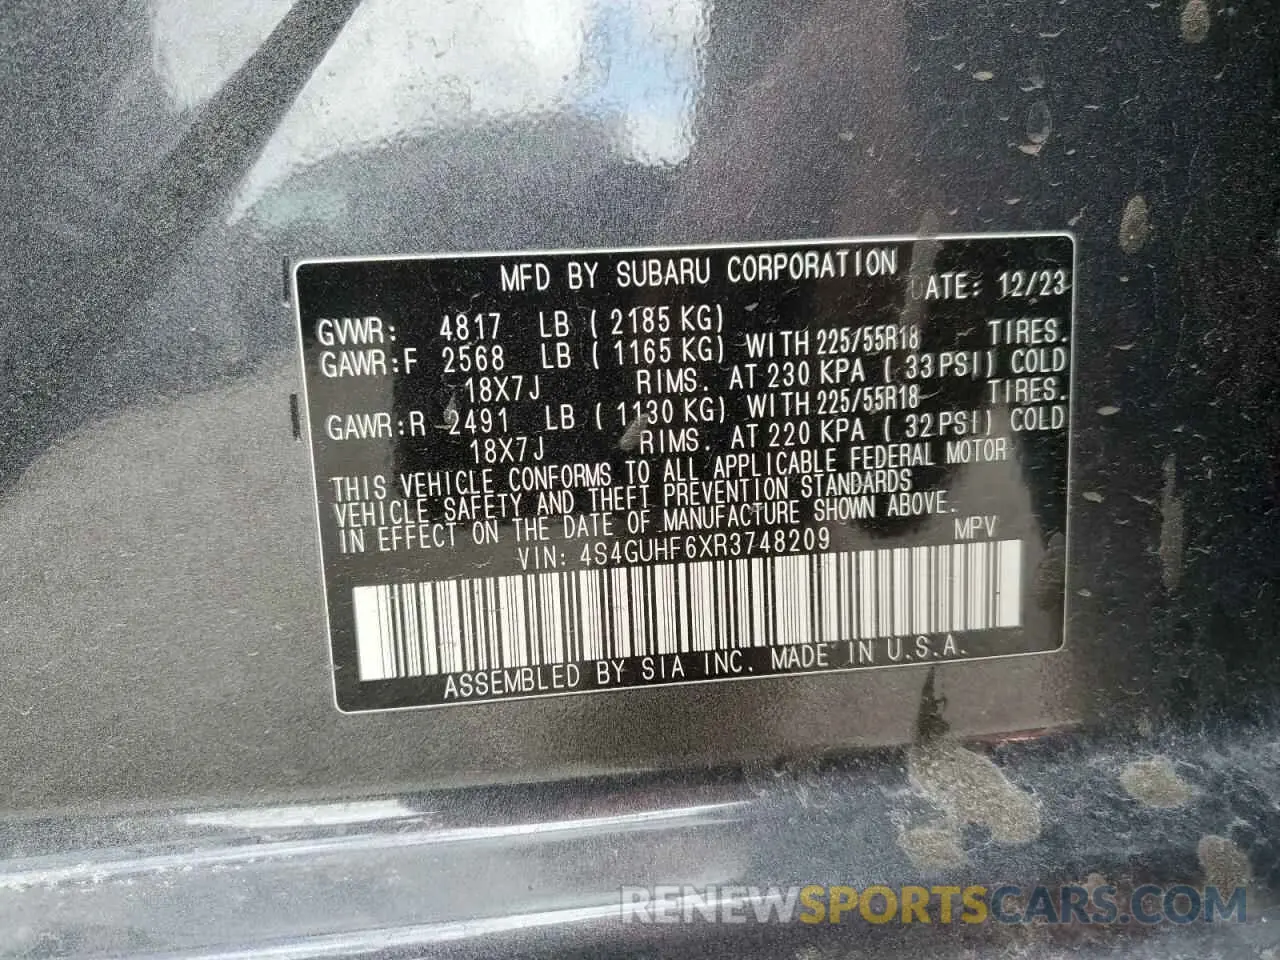 MFD BY SUBARU CORPORATION
DATE: 12/23
GVWR: 4817 LB ( 2185 KG)
GAWR:F 2568 LB ( 1165 KG) WITH 225/55R18 TIRES.
18X7J RIMS. AT 230 KPA ( 33 PSI) COLD
GAWR:R 2491 LB ( 1130 KG) WITH 225/55R18 TIRES.
18X7J RIMS. AT 220 KPA ( 32 PSI) COLD
THIS VEHICLE CONFORMS TO ALL APPLICABLE FEDERAL MOTOR
VEHICLE SAFETY AND THEFT PREVENTION STANDARDS
IN EFFECT ON THE DATE OF MANUFACTURE SHOWN ABOVE.
VIN: 4S4GUHF6XR3748209 MPV
ASSEMBLED BY SIA INC. MADE IN U.S.A.
RENEWSPORTSCARS.COM